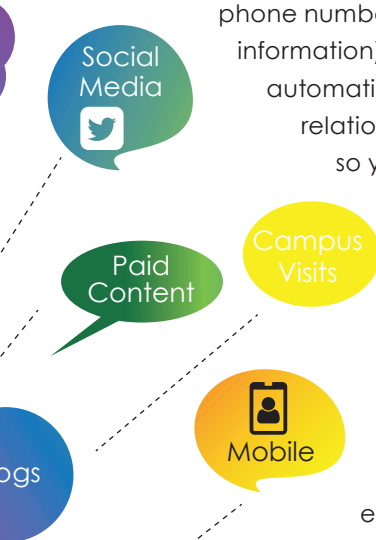 phone numbe
information)
automati
relatio
so y
Social
Media
Campus
Visits
Paid
Content
Mobile
ogs
e